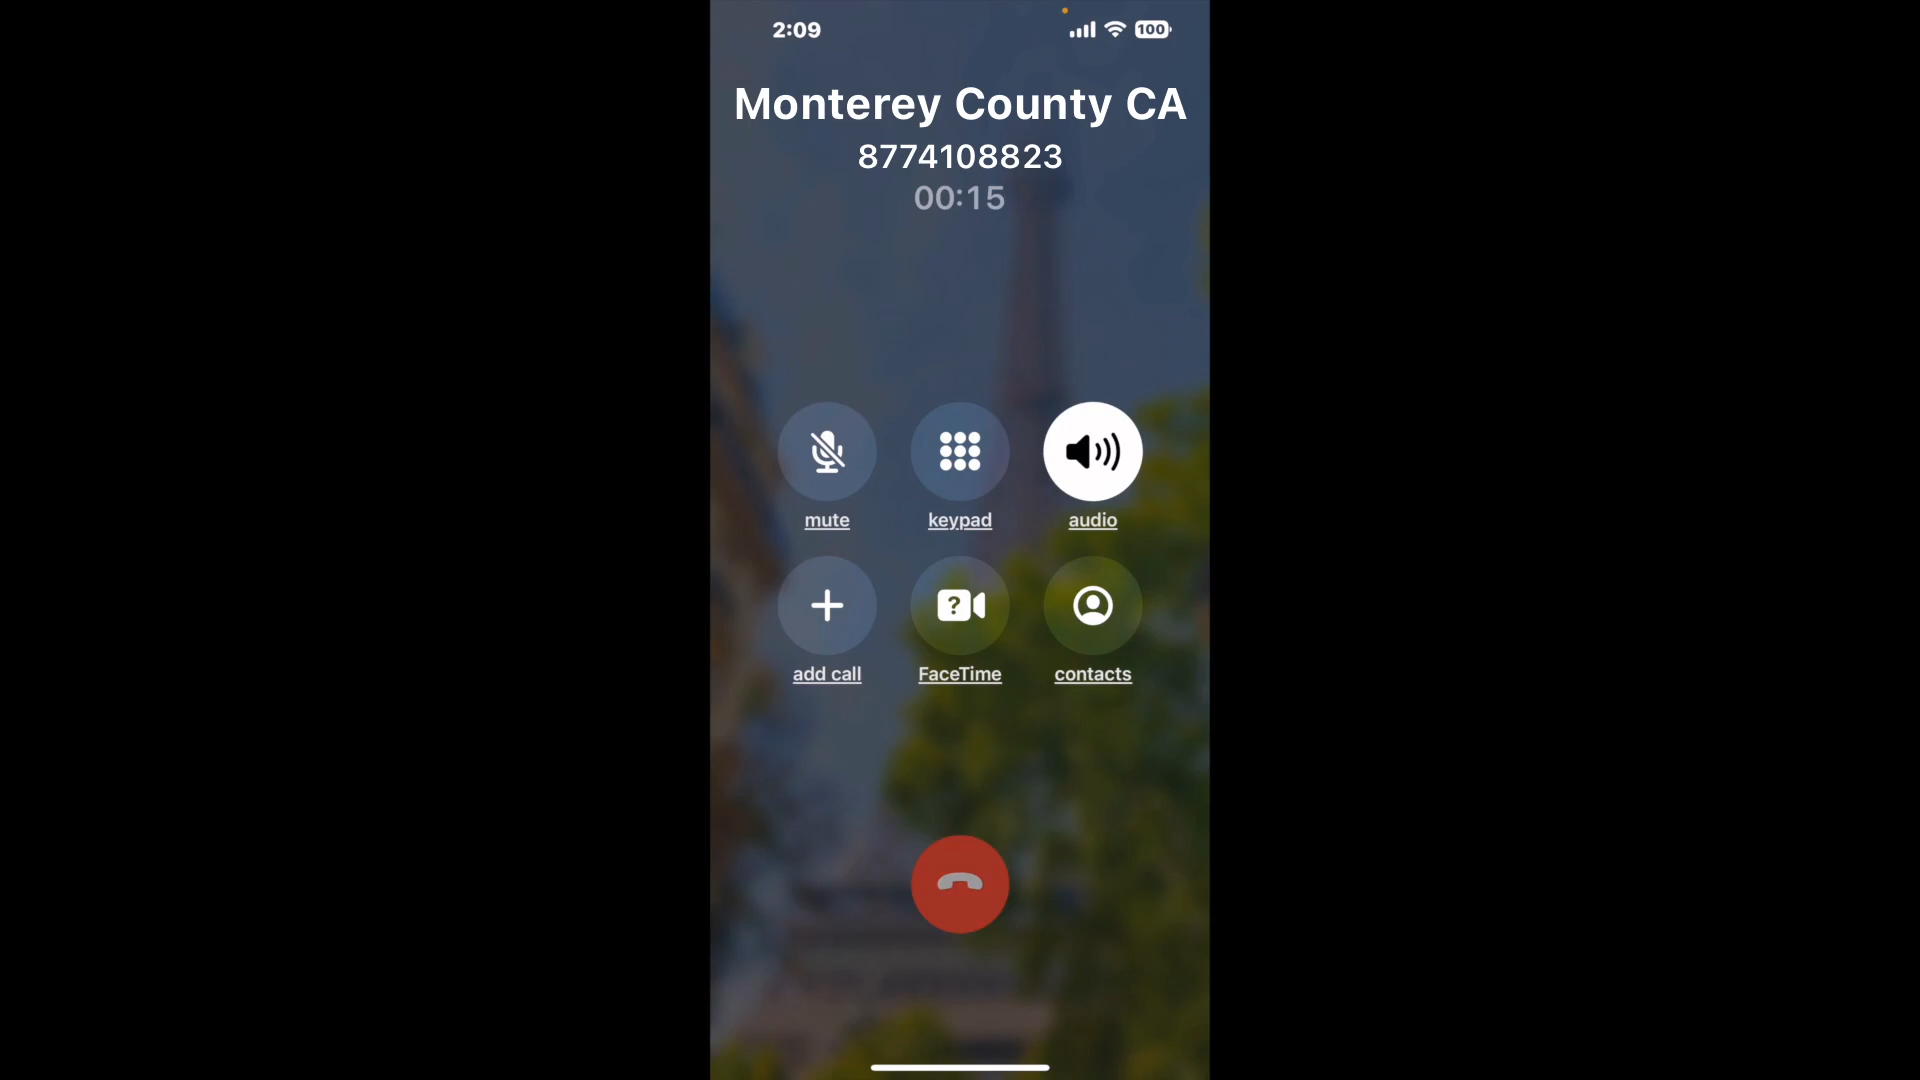 2:09
100
Monterey County CA
8774108823
00:15
mute
keypad
audio
?
add call
FaceTime
contacts